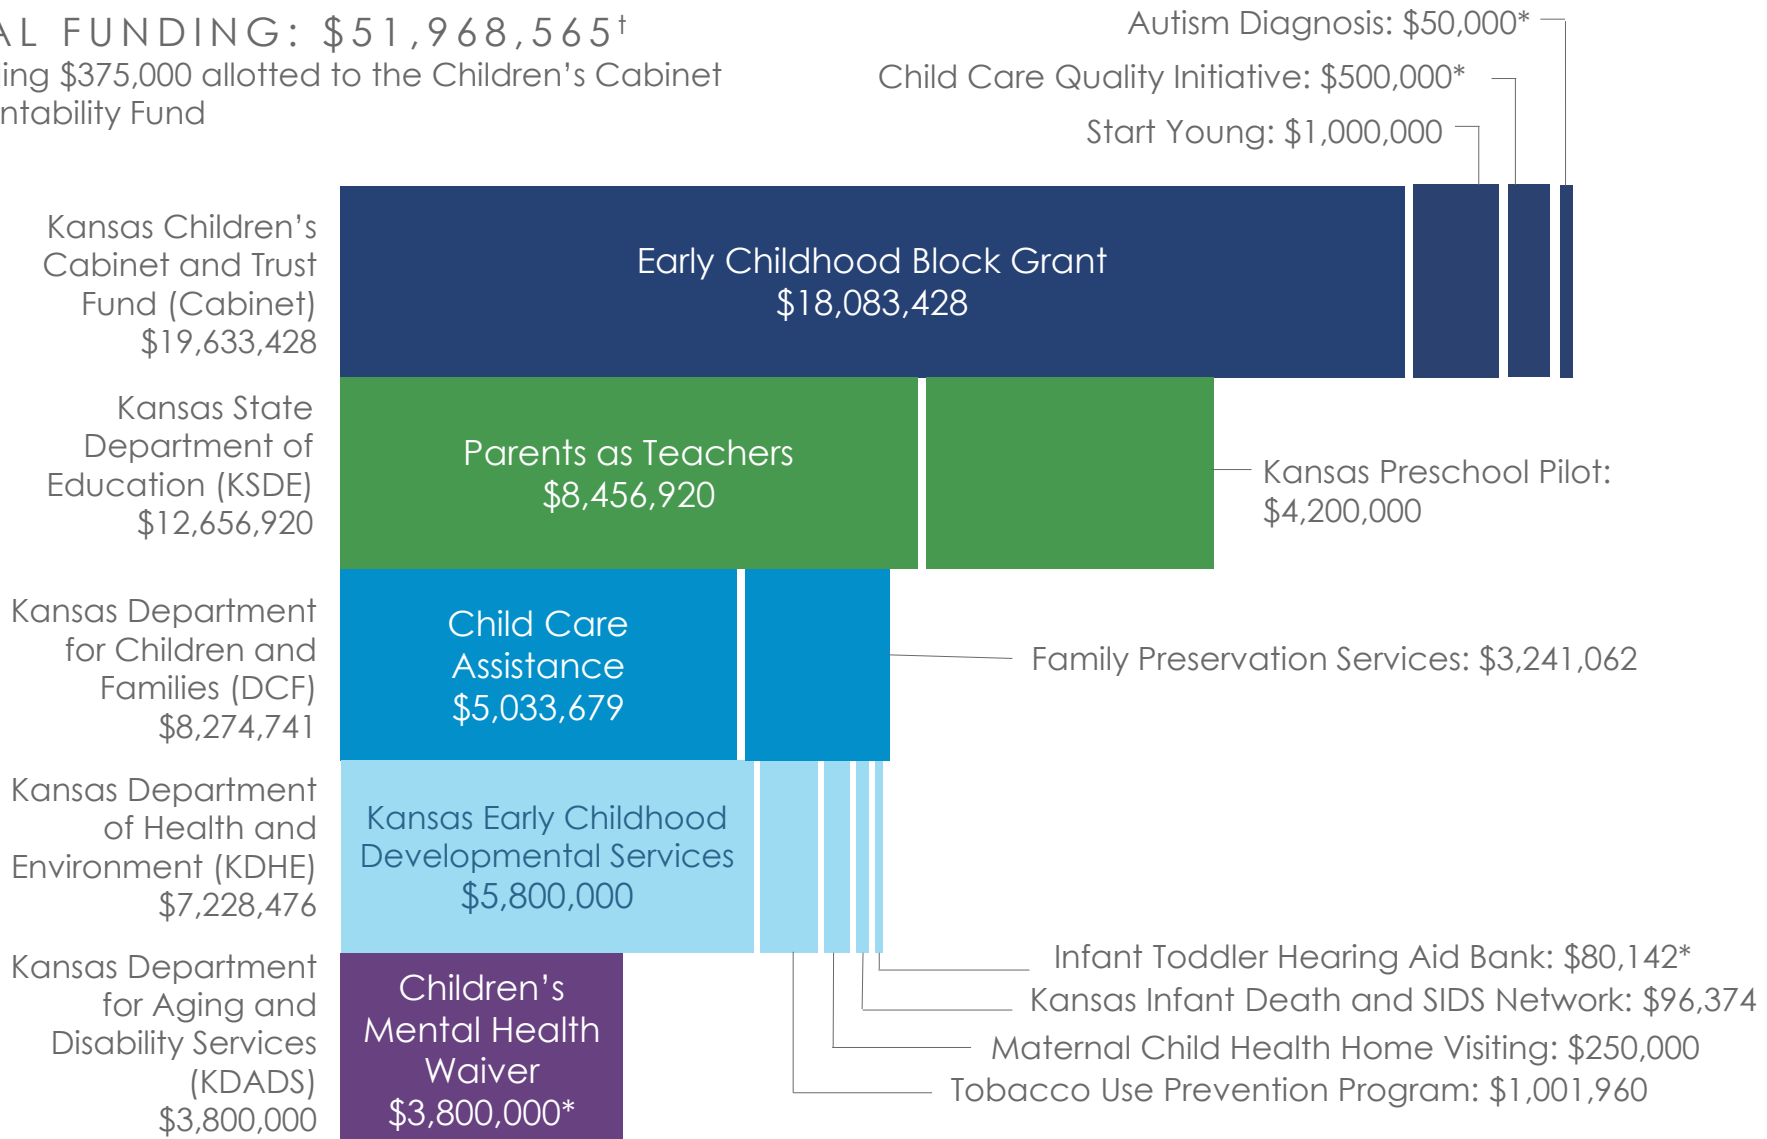 AL FUNDING: $51,968,565†
ling $375,000 allotted to the Children's Cabinet
ntability Fund
Autism Diagnosis: $50,000*
Child Care Quality Initiative: $500,000*
Start Young: $1,000,000
Kansas Children's
Cabinet and Trust
Fund (Cabinet)
$19,633,428
Early Childhood Block Grant
$18,083,428
Kansas State
Department of
Education (KSDE)
$12,656,920
Parents as Teachers
$8,456,920
Kansas Preschool Pilot:
$4,200,000
Kansas Department
for Children and
Families (DCF)
$8,274,741
Child Care
Assistance
$5,033,679
Family Preservation Services: $3,241,062
Kansas Department
of Health and
Environment (KDHE)
$7,228,476
Kansas Early Childhood
Developmental Services
$5,800,000
Infant Toddler Hearing Aid Bank: $80,142*
Kansas Infant Death and SIDS Network: $96,374
Maternal Child Health Home Visiting: $250,000
Tobacco Use Prevention Program: $1,001,960
Kansas Department
for Aging and
Disability Services
(KDADS)
$3,800,000
Children's
Mental Health
Waiver
$3,800,000*